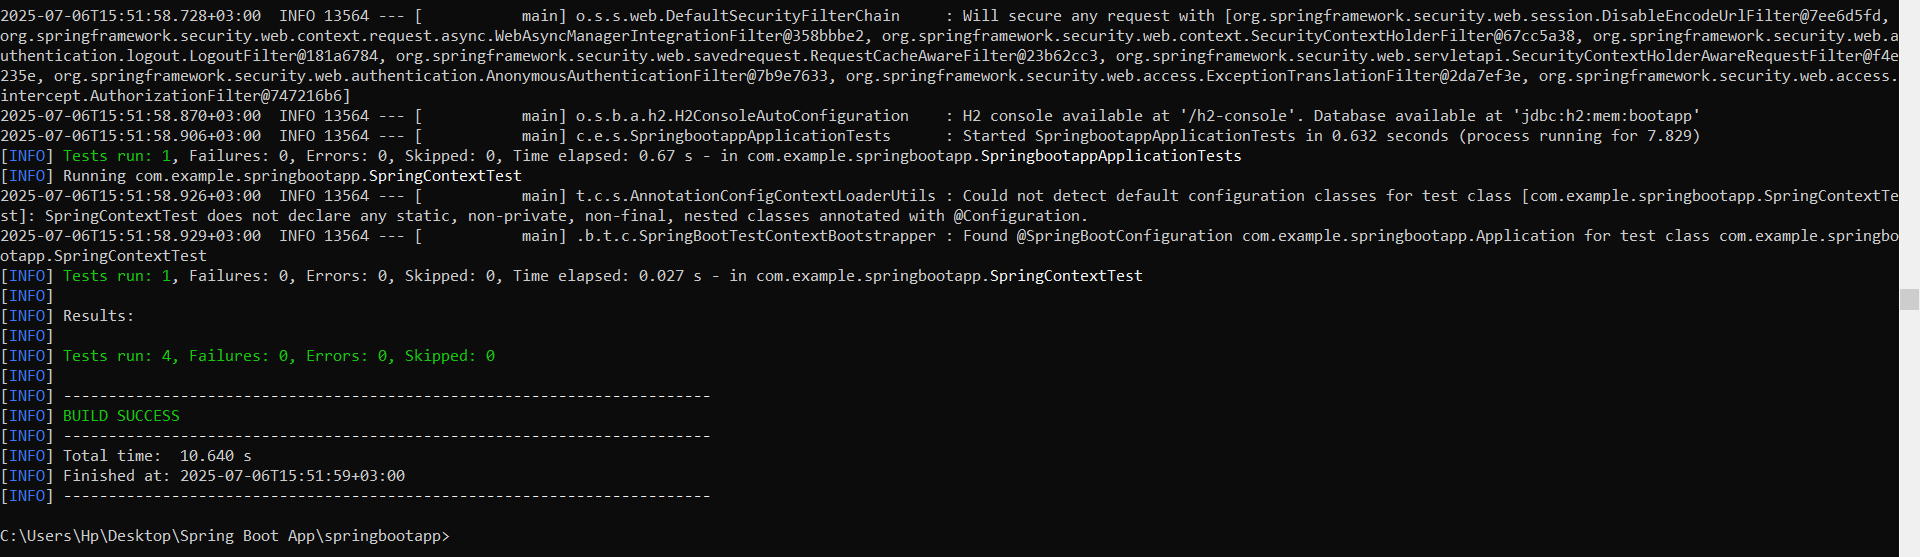 2025-07-06T15:51:58.728+03:00  INFO 13564 --- [           main] o.s.s.web.DefaultSecurityFilterChain     : Will secure any request with [org.springframework.security.web.session.DisableEncodeUrlFilter@7ee6d5fd,
org.springframework.security.web.context.request.async.WebAsyncManagerIntegrationFilter@358bbbe2, org.springframework.security.web.context.SecurityContextHolderFilter@67cc5a38, org.springframework.security.web.a
uthentication.logout.LogoutFilter@181a6784, org.springframework.security.web.savedrequest.RequestCacheAwareFilter@23b62cc3, org.springframework.security.web.servletapi.SecurityContextHolderAwareRequestFilter@f4e
235e, org.springframework.security.web.authentication.AnonymousAuthenticationFilter@7b9e7633, org.springframework.security.web.access.ExceptionTranslationFilter@2da7ef3e, org.springframework.security.web.access.
intercept.AuthorizationFilter@747216b6]
2025-07-06T15:51:58.870+03:00  INFO 13564 --- [           main] o.s.b.a.h2.H2ConsoleAutoConfiguration    : H2 console available at '/h2-console'. Database available at 'jdbc:h2:mem:bootapp'
2025-07-06T15:51:58.906+03:00  INFO 13564 --- [           main] c.e.s.SpringbootappApplicationTests      : Started SpringbootappApplicationTests in 0.632 seconds (process running for 7.829)
[INFO] Tests run: 1, Failures: 0, Errors: 0, Skipped: 0, Time elapsed: 0.67 s - in com.example.springbootapp.SpringbootappApplicationTests
[INFO] Running com.example.springbootapp.SpringContextTest
2025-07-06T15:51:58.926+03:00  INFO 13564 --- [           main] t.c.s.AnnotationConfigContextLoaderUtils : Could not detect default configuration classes for test class [com.example.springbootapp.SpringContextTe
st]: SpringContextTest does not declare any static, non-private, non-final, nested classes annotated with @Configuration.
2025-07-06T15:51:58.929+03:00  INFO 13564 --- [           main] .b.t.c.SpringBootTestContextBootstrapper : Found @SpringBootConfiguration com.example.springbootapp.Application for test class com.example.springbo
otapp.SpringContextTest
[INFO] Tests run: 1, Failures: 0, Errors: 0, Skipped: 0, Time elapsed: 0.027 s - in com.example.springbootapp.SpringContextTest
[INFO]
[INFO] Results:
[INFO]
[INFO] Tests run: 4, Failures: 0, Errors: 0, Skipped: 0
[INFO]
[INFO] ------------------------------------------------------------------------
[INFO] BUILD SUCCESS
[INFO] ------------------------------------------------------------------------
[INFO] Total time:  10.640 s
[INFO] Finished at: 2025-07-06T15:51:59+03:00
[INFO] ------------------------------------------------------------------------
C:\Users\Hp\Desktop\Spring Boot App\springbootapp>